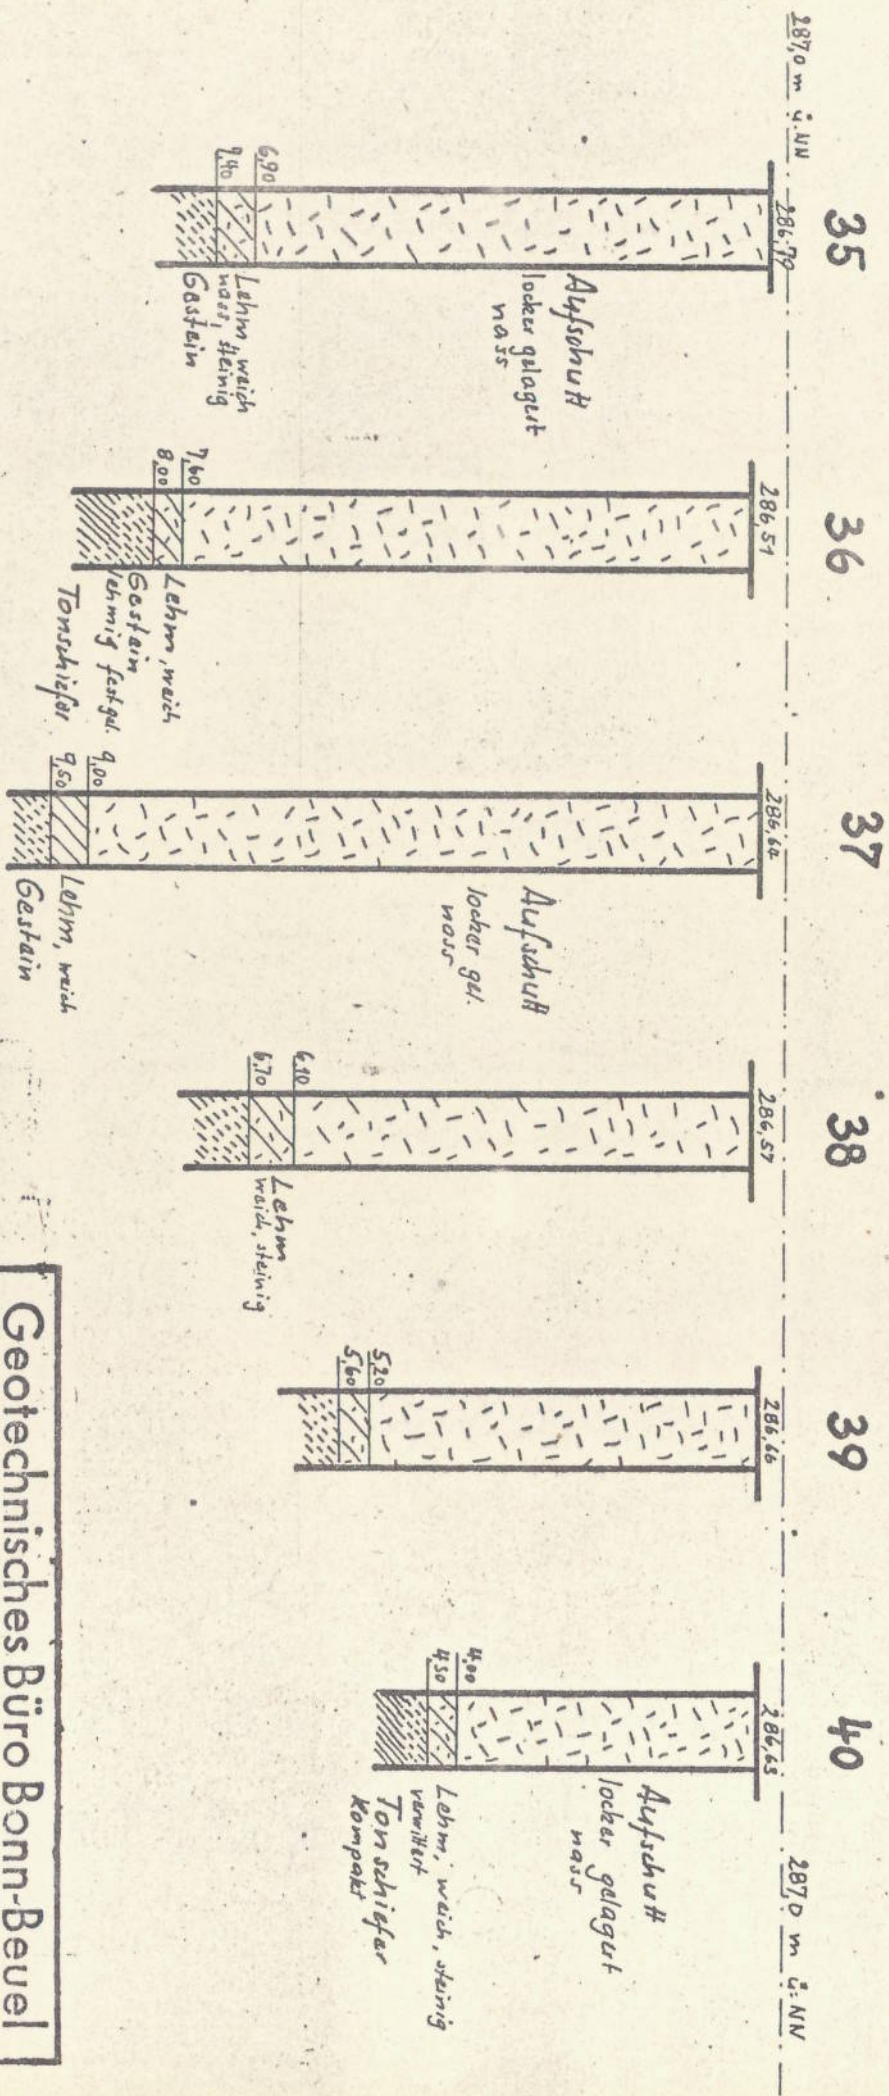 35
36
37
38
39
40
287,0 m ü.NN
287,0 m ü.NN
286,79
286,51
286,64
286,57
286,66
286,65
Aufschutt
locker gelagert
nass
6,90
7,40
Lehm, weich
nass, steinig
Gestein
7,60
8,00
Lehm, weich
Gestein
lehmig fest gel.
Tonschiefer
Aufschutt
locker gel.
nass
9,00
9,50
Lehm, weich
Gestein
6,10
6,70
Lehm
weich, steinig
5,20
5,60
Aufschutt
locker gelagert
nass
4,00
4,50
Lehm, weich, steinig
verwittert
Tonschiefer
kompakt
Geotechnisches Büro Bonn-Beuel